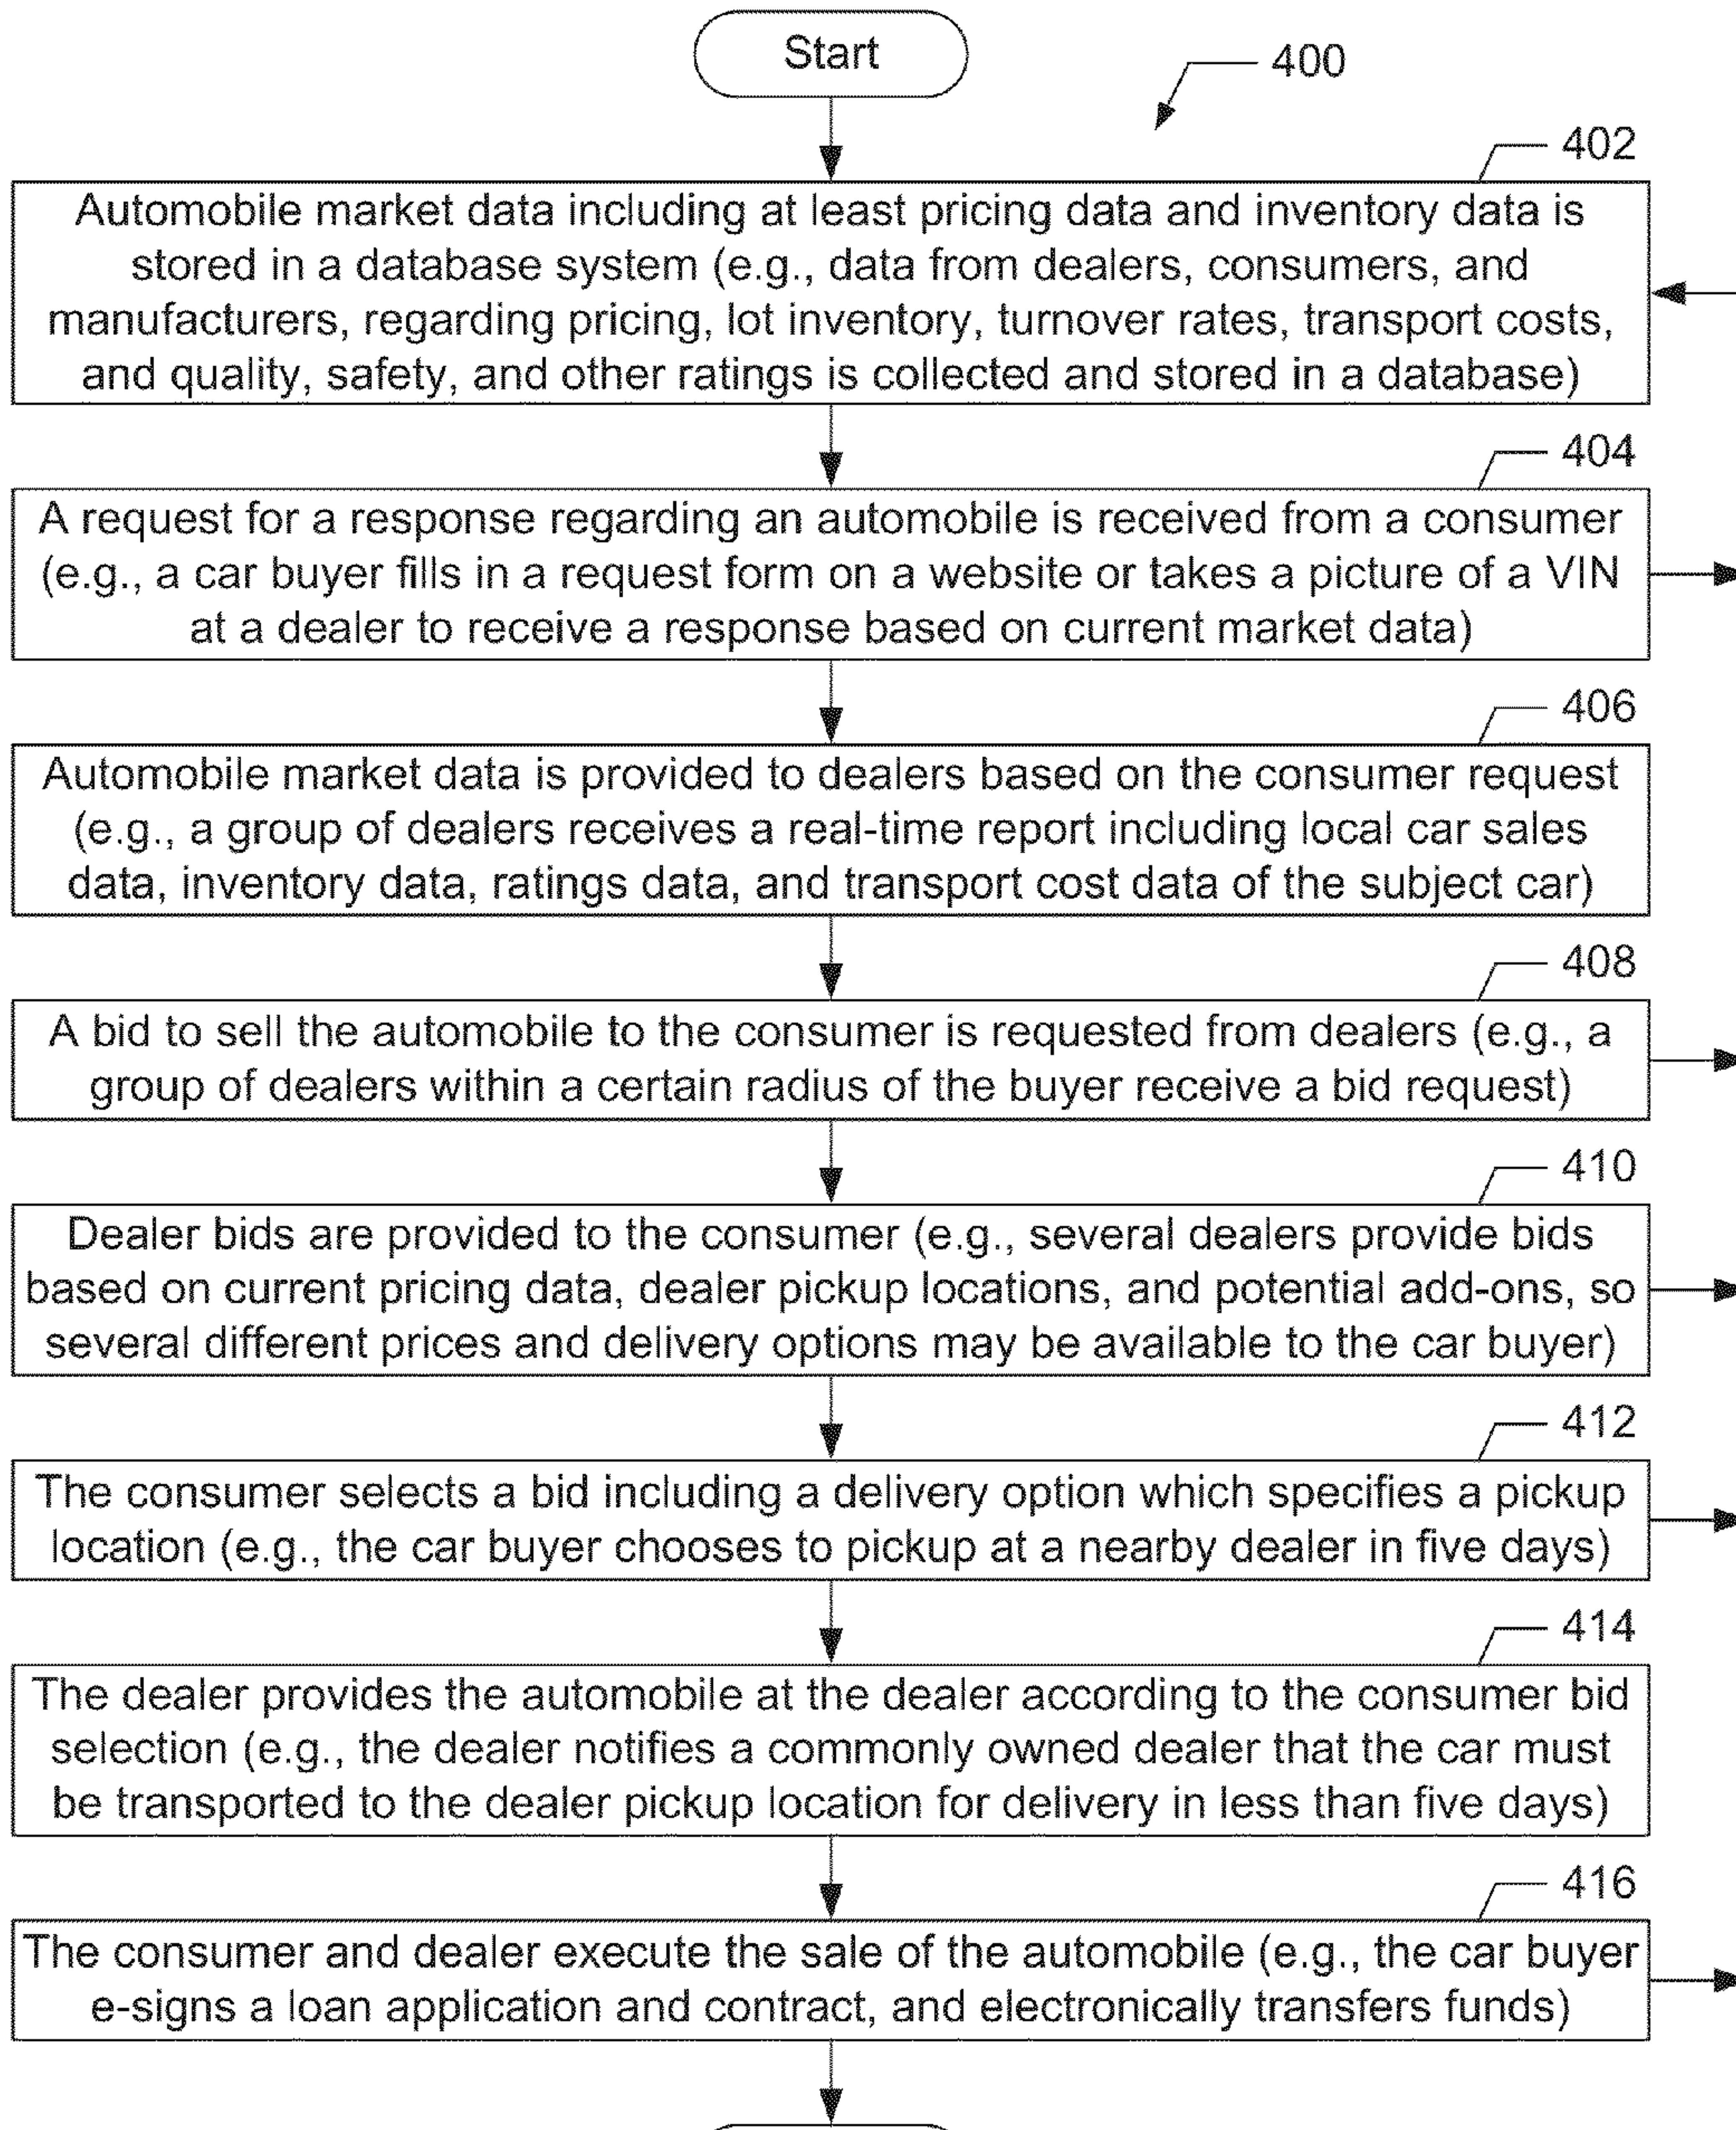 Start
400
402
Automobile market data including at least pricing data and inventory data is
stored in a database system (e.g., data from dealers, consumers, and
manufacturers, regarding pricing, lot inventory, turnover rates, transport costs,
and quality, safety, and other ratings is collected and stored in a database)
404
A request for a response regarding an automobile is received from a consumer
(e.g., a car buyer fills in a request form on a website or takes a picture of a VIN
at a dealer to receive a response based on current market data)
406
Automobile market data is provided to dealers based on the consumer request
(e.g., a group of dealers receives a real-time report including local car sales
data, inventory data, ratings data, and transport cost data of the subject car)
408
A bid to sell the automobile to the consumer is requested from dealers (e.g., a
group of dealers within a certain radius of the buyer receive a bid request)
410
Dealer bids are provided to the consumer (e.g., several dealers provide bids
based on current pricing data, dealer pickup locations, and potential add-ons, so
several different prices and delivery options may be available to the car buyer)
412
The consumer selects a bid including a delivery option which specifies a pickup
location (e.g., the car buyer chooses to pickup at a nearby dealer in five days)
414
The dealer provides the automobile at the dealer according to the consumer bid
selection (e.g., the dealer notifies a commonly owned dealer that the car must
be transported to the dealer pickup location for delivery in less than five days)
416
The consumer and dealer execute the sale of the automobile (e.g., the car buyer
e-signs a loan application and contract, and electronically transfers funds)